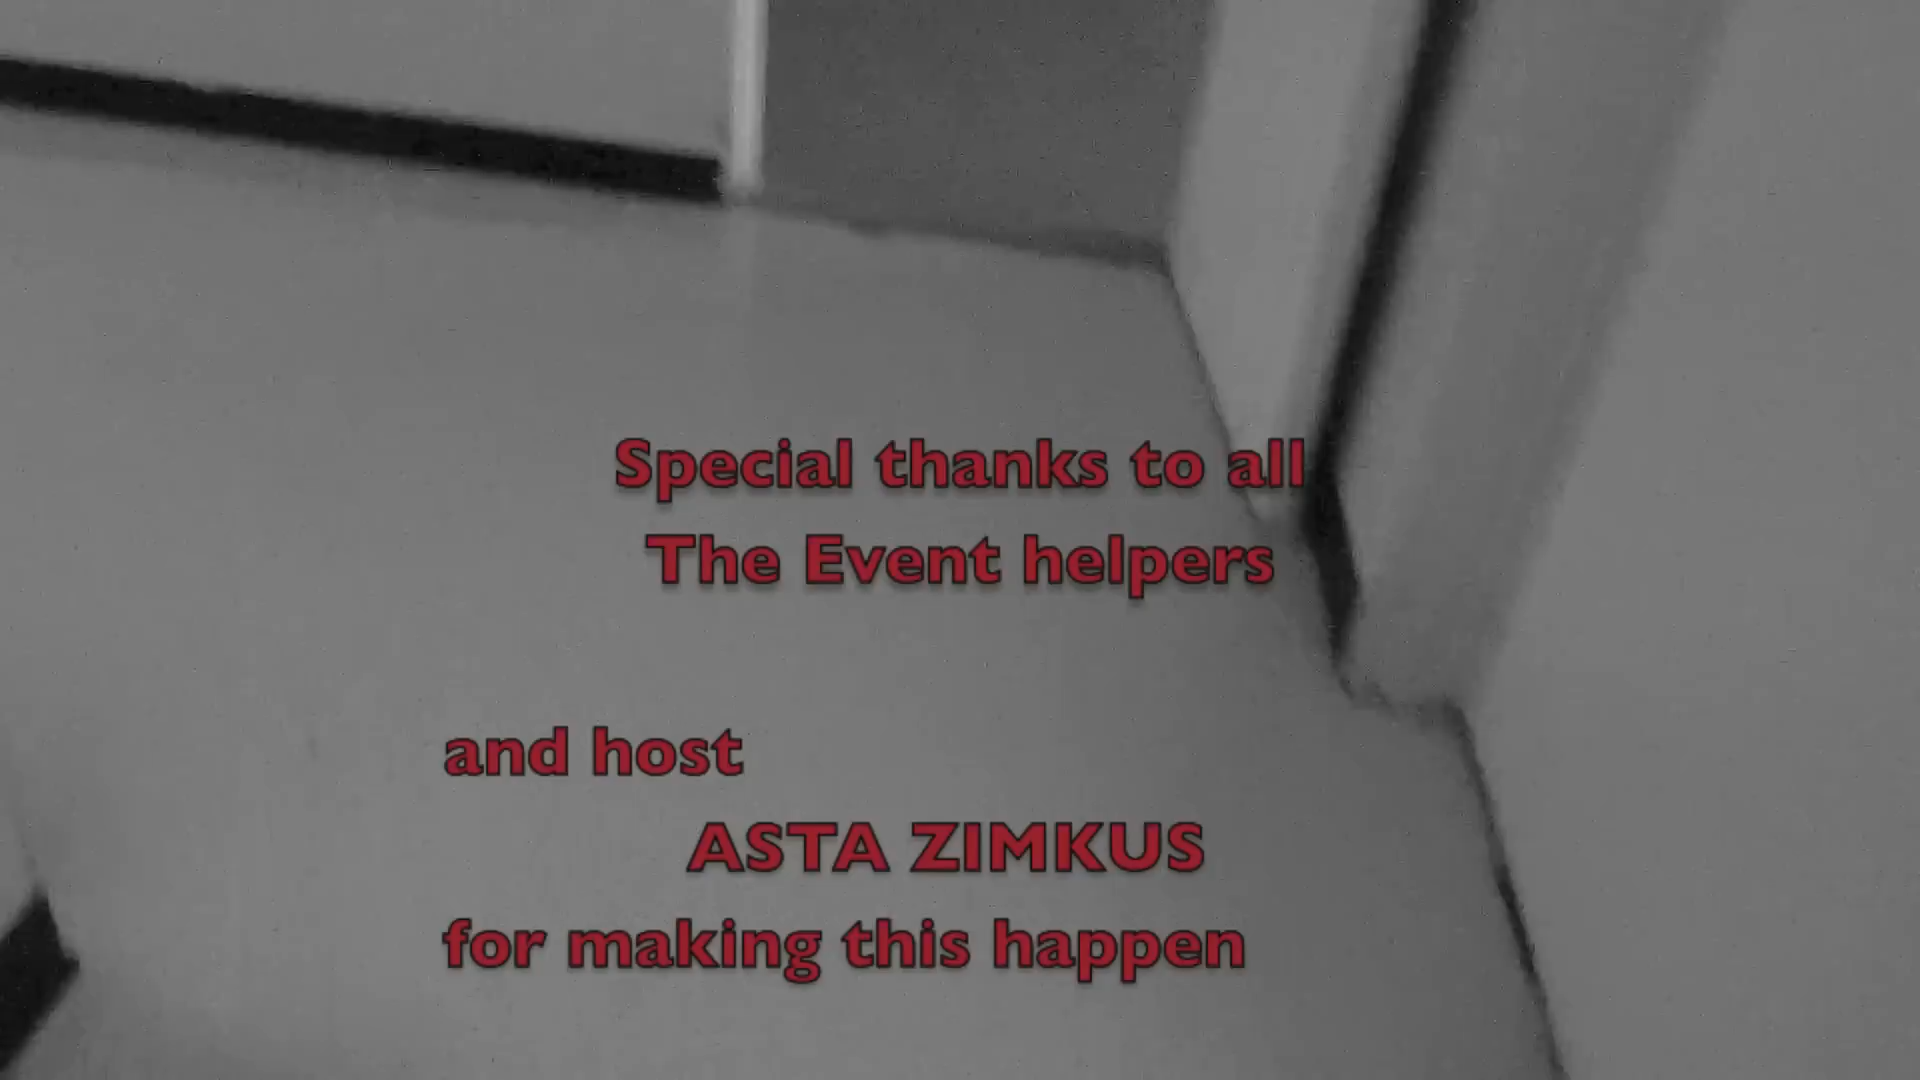 Special thanks to all
The Event helpers
and host
ASTA ZIMKUS
for making this happen